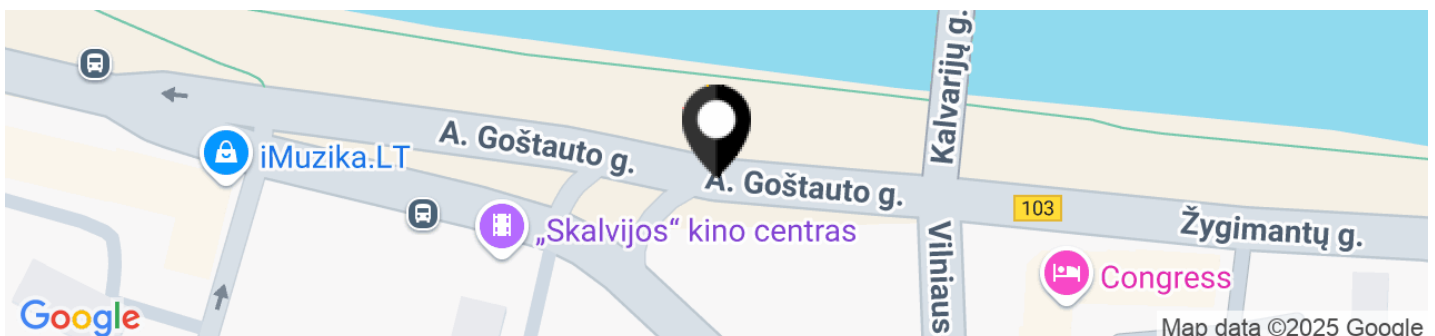 Kalvarijų g.
A. Goštauto g.
iMuzika.LT
A. Goštauto g.
103
„Skalvijos“ kino centras
Vilniaus
Žygimantų g.
Congress
Google
Map data ©2025 Google